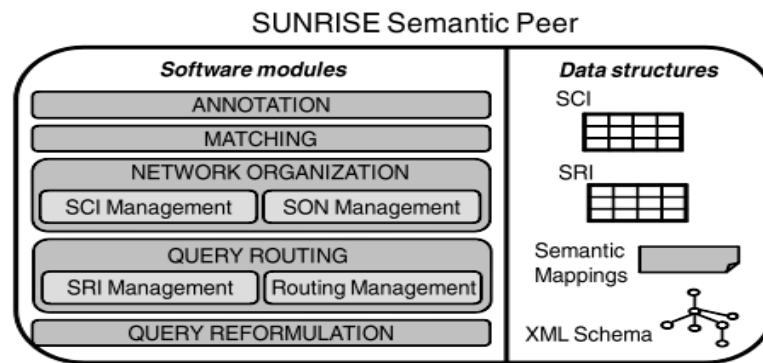 SUNRISE Semantic Peer
Software modules
ANNOTATION
MATCHING
NETWORK ORGANIZATION
SCI Management
SON Management
QUERY ROUTING
SRI Management
Routing Management
QUERY REFORMULATION
Data structures
SCI
SRI
Semantic
Mappings
XML Schema